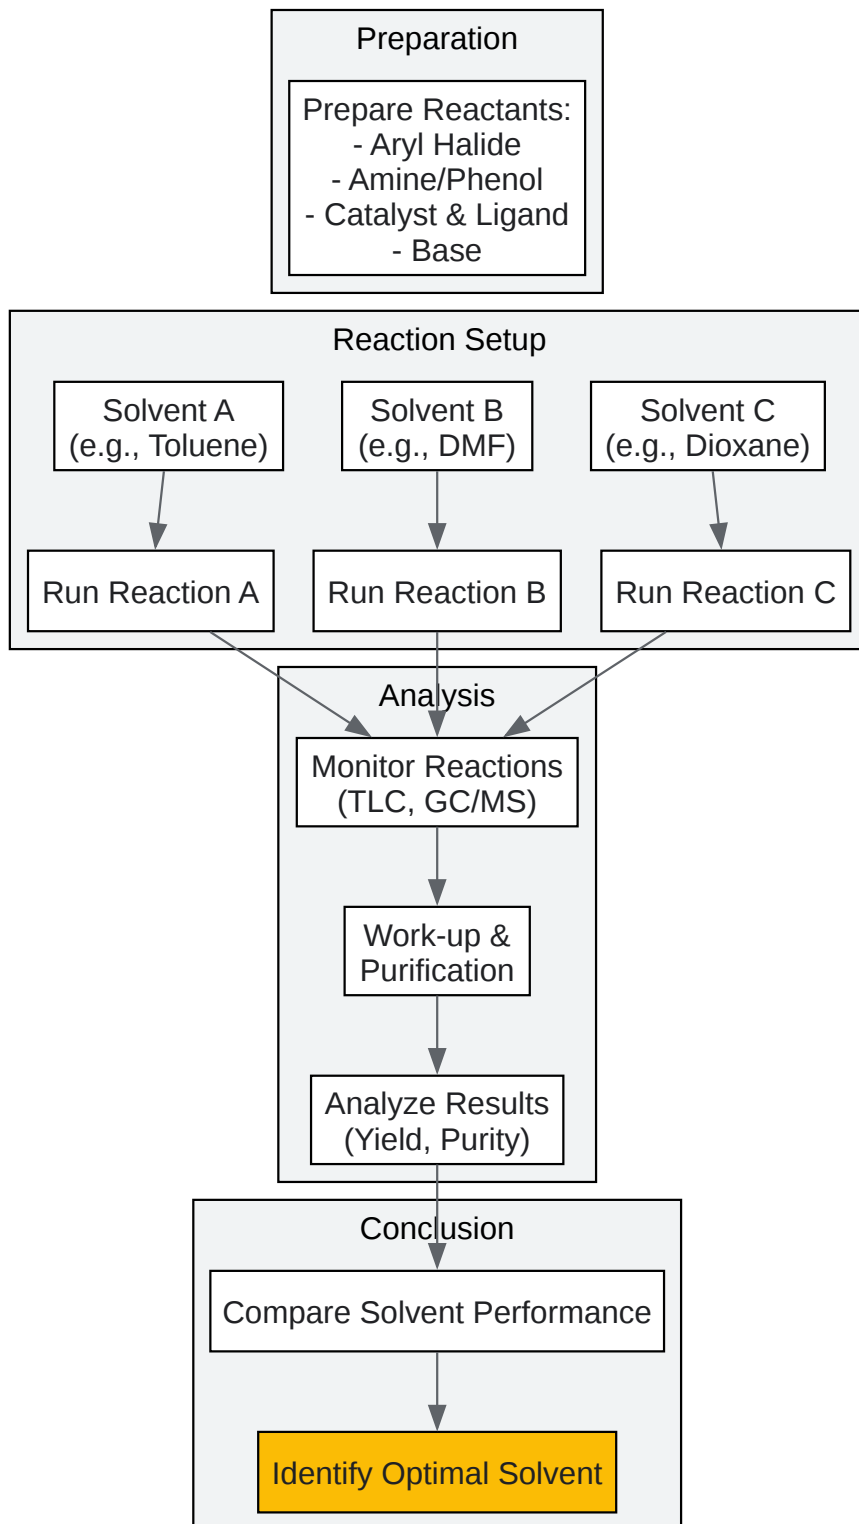 Preparation
Prepare Reactants:
- Aryl Halide
- Amine/Phenol
- Catalyst & Ligand
- Base
Reaction Setup
Solvent A
(e.g., Toluene)
Solvent B
(e.g., DMF)
Solvent C
(e.g., Dioxane)
Run Reaction A
Run Reaction B
Run Reaction C
Analysis
Monitor Reactions
(TLC, GC/MS)
Work-up &
Purification
Analyze Results
(Yield, Purity)
Conclusion
Compare Solvent Performance
Identify Optimal Solvent